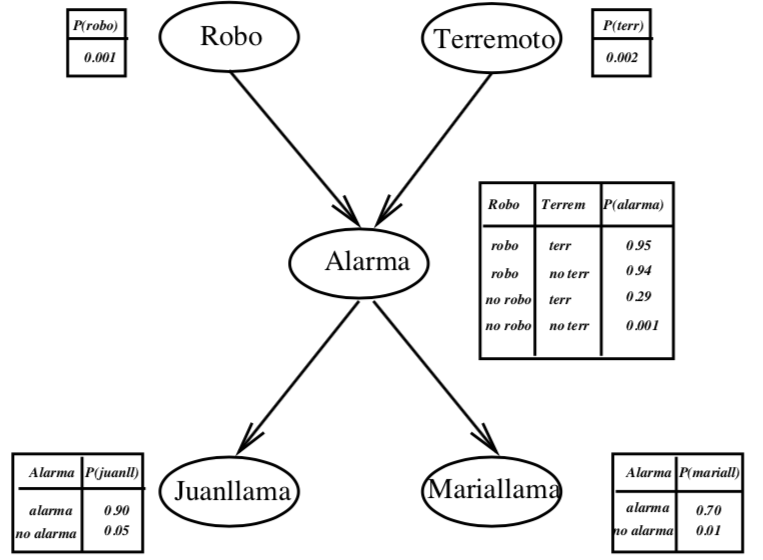 P(robo)
0.001
Robo
Terremoto
P(terr)
0.002
Robo Terrem P(alarma)
robo terr 0.95
robo no terr 0.94
no robo terr 0.29
no robo no terr 0.001
Alarma
Alarma P(juanll)
alarma 0.90
no alarma 0.05
Juanllama
Mariallama
Alarma P(mariall)
alarma 0.70
no alarma 0.01